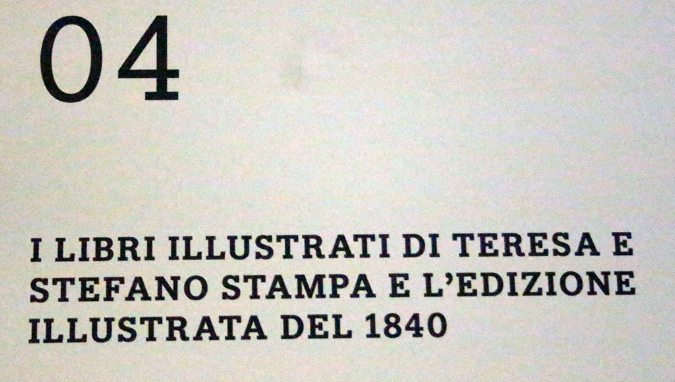 04
I LIBRI ILLUSTRATI DI TERESA E
STEFANO STAMPA E L'EDIZIONE
ILLUSTRATA DEL 1840